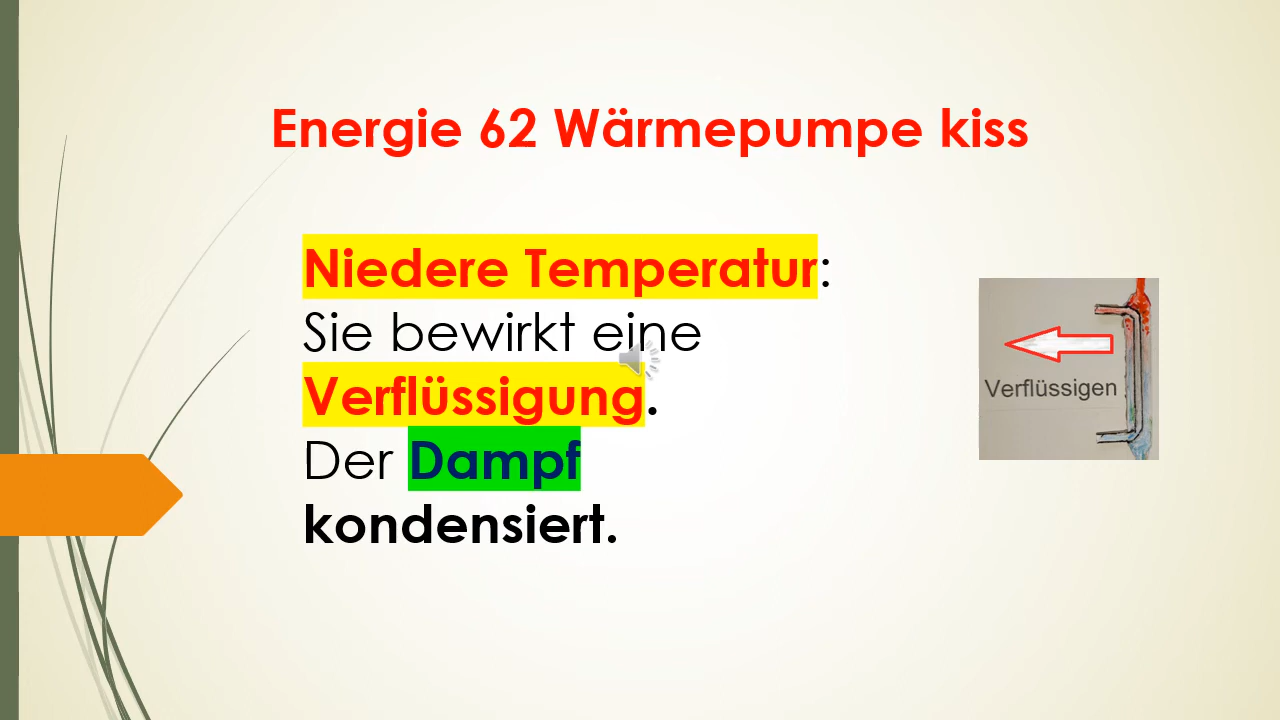 Energie 62 Wärmepumpe kiss
Niedere Temperatur:
Sie bewirkt eine
Verflüssigung.
Der Dampf
kondensiert.
Verflüssigen